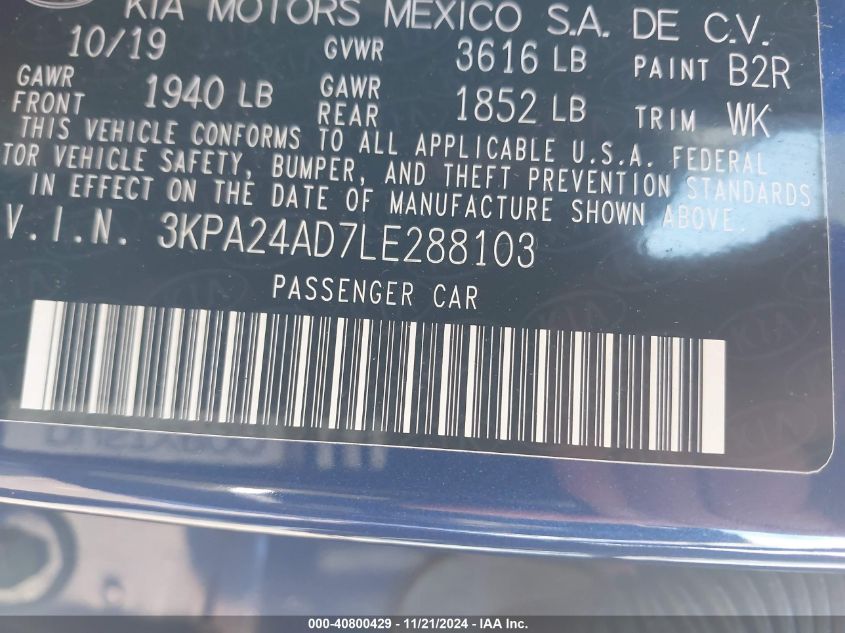 KIA MOTORS MEXICO S.A. DE C.V.
10/19 GVWR 3616 LB PAINT B2R
GAWR FRONT 1940 LB GAWR REAR 1852 LB TRIM WK
THIS VEHICLE CONFORMS TO ALL APPLICABLE U.S.A. FEDERAL
TOR VEHICLE SAFETY, BUMPER, AND THEFT PREVENTION STANDARDS
IN EFFECT ON THE DATE OF MANUFACTURE SHOWN ABOVE.
V.I.N. 3KPA24AD7LE288103
PASSENGER CAR
000-40800429 - 11/21/2024 - IAA Inc.